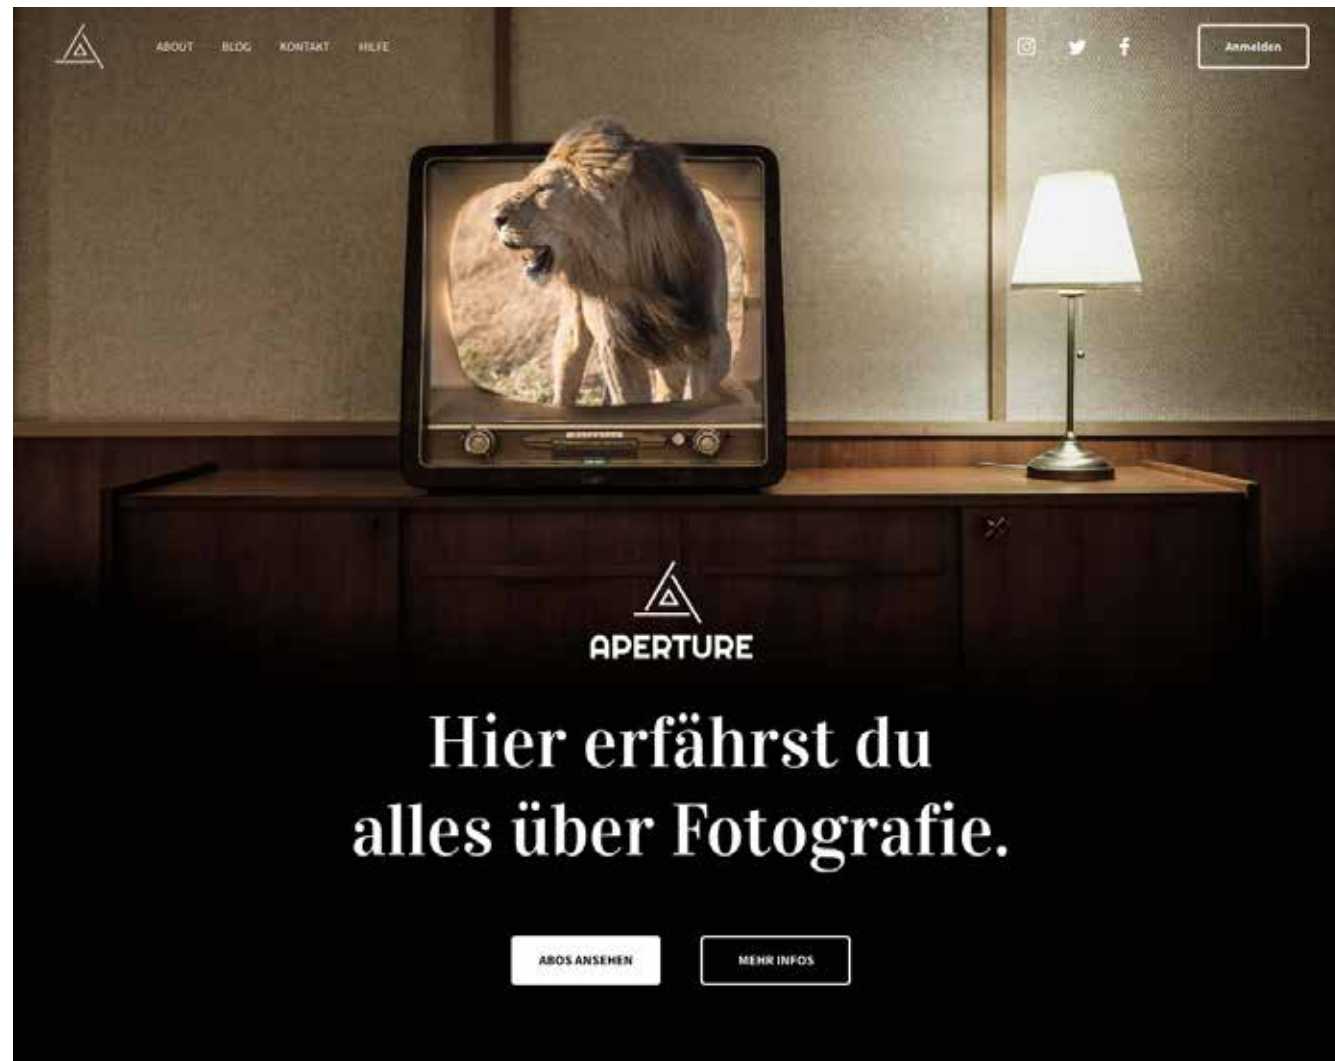 ABOUT BLOG KONTAKT HILFE Anmelden
APERTURE
Hier erfährst du
alles über Fotografie.
ABOS ANSEHEN MEHR INFOS